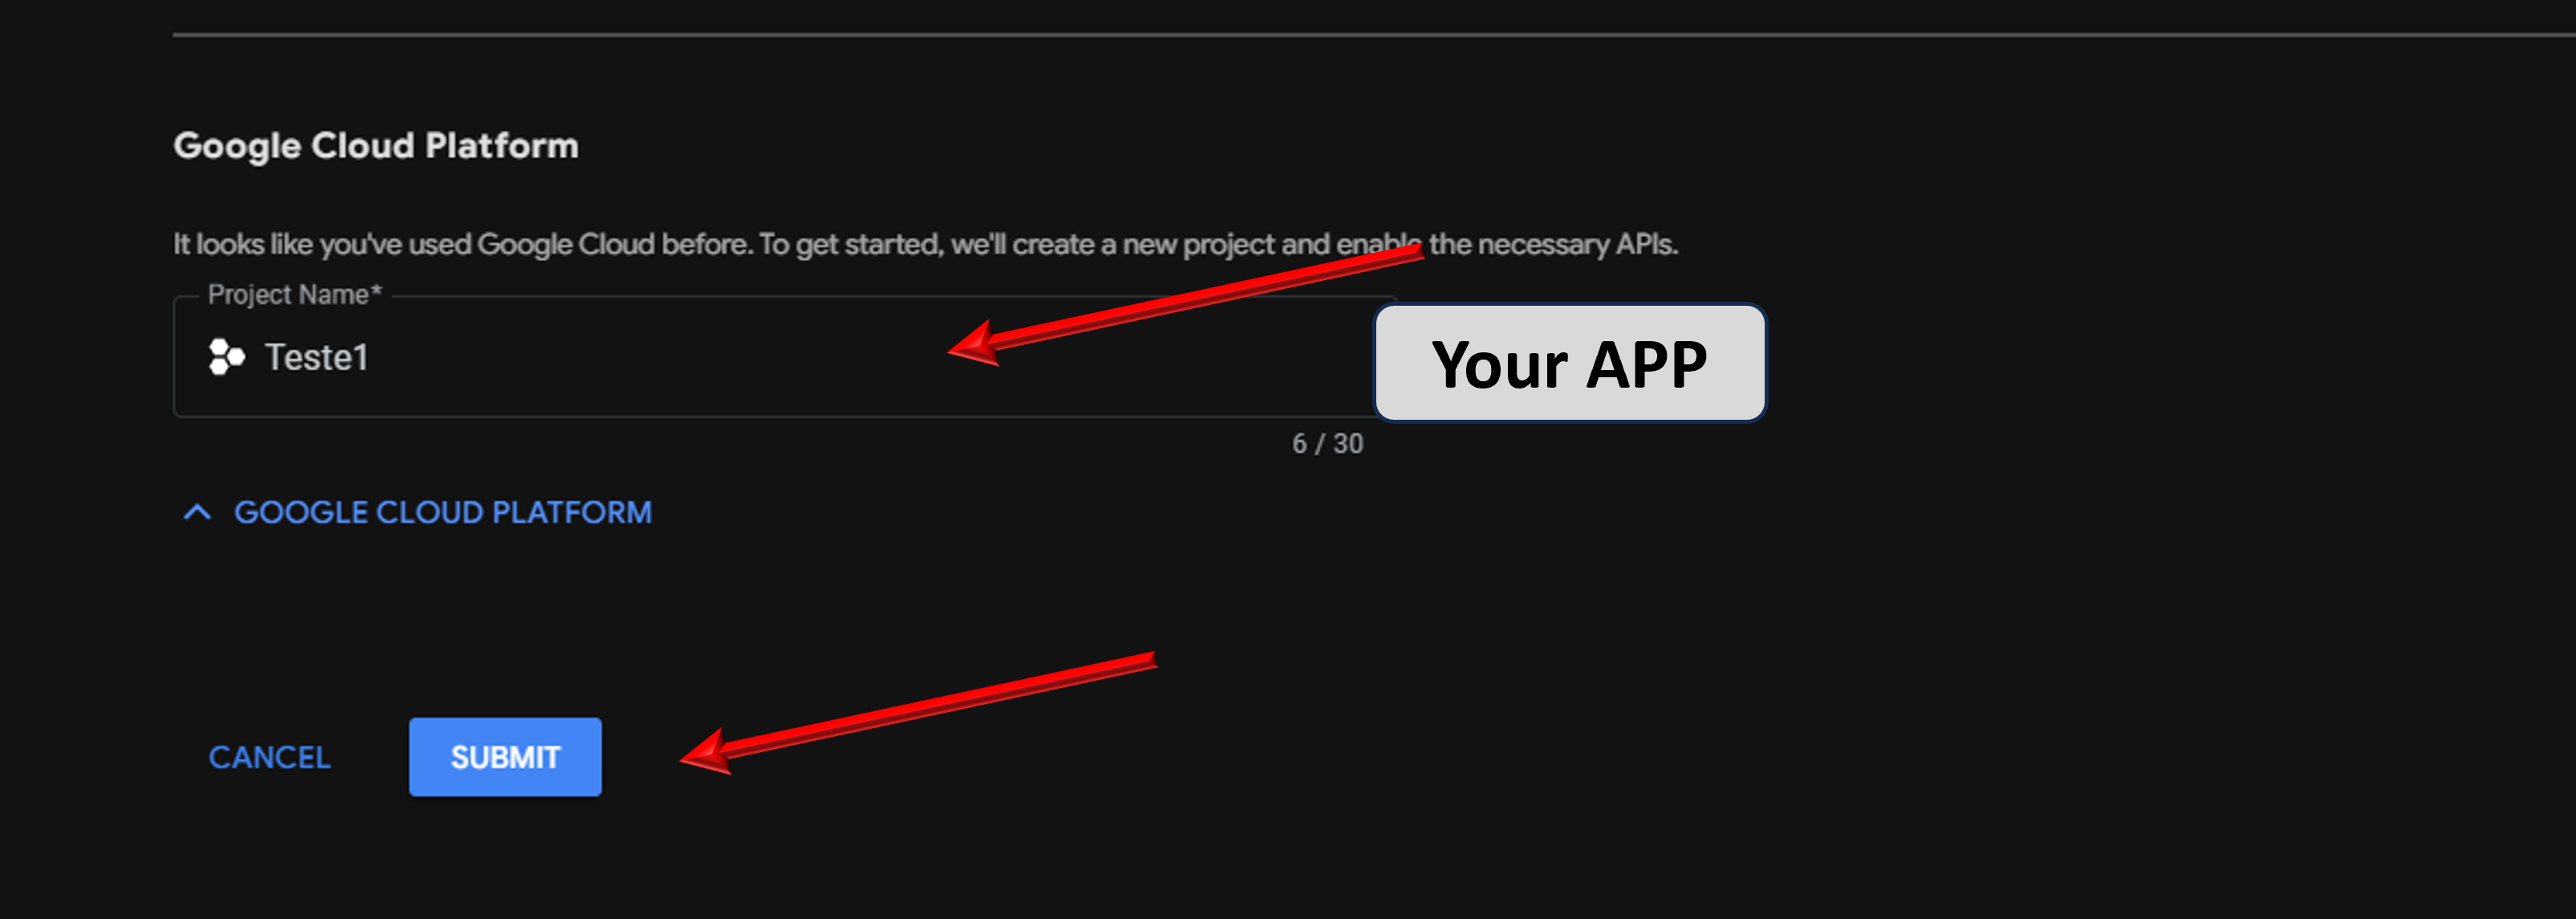 Google Cloud Platform
It looks like you've used Google Cloud before. To get started, we'll create a new project and enable the necessary APIs.
Project Name*
Teste1
Your APP
6 / 30
GOOGLE CLOUD PLATFORM
CANCEL
SUBMIT